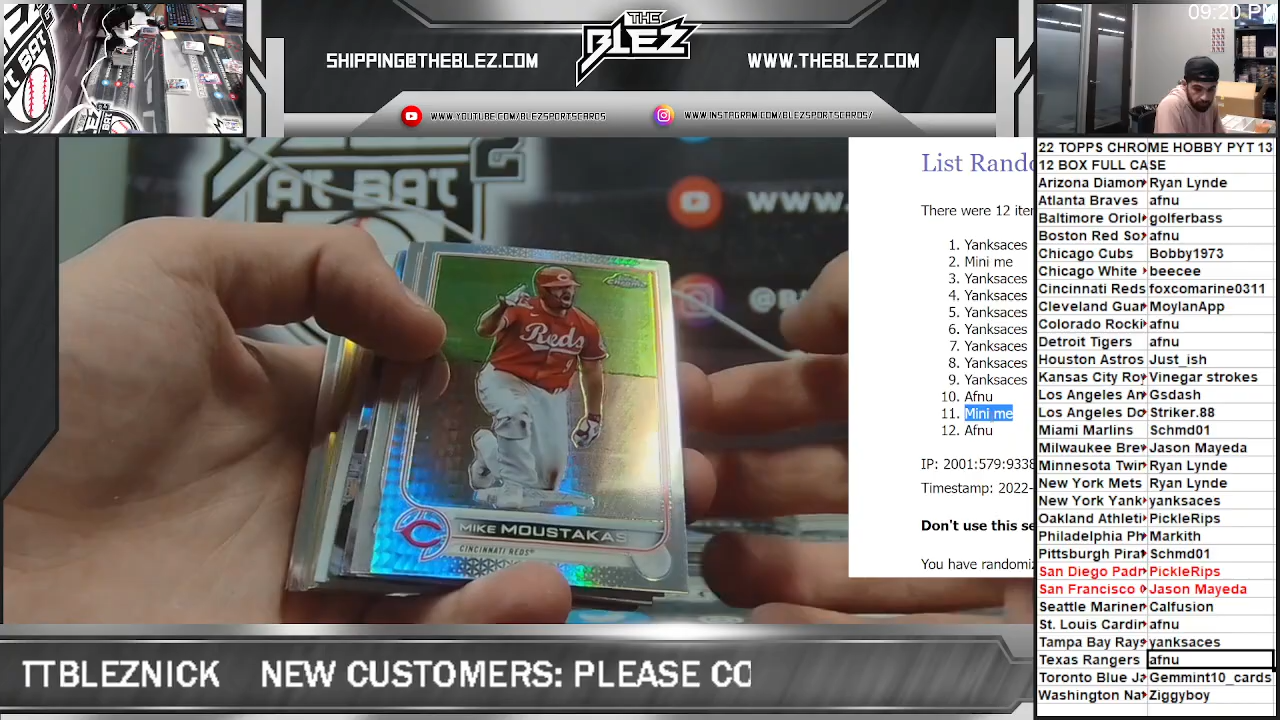 09:20 P
THE
BLEZ
SHIPPING@THEBLEZ.COM
WWW.THEBLEZ.COM
WWW.YOUTUBE.COM/BLEZSPORTSCARDS
WWW.INSTAGRAM.COM/BLEZSPORTSCARDS/
AT BAT
WWW.
List Rando
There were 12 iter
1. Yanksaces
2. Mini me
3. Yanksaces
4. Yanksaces
5. Yanksaces
6. Yanksaces
7. Yanksaces
8. Yanksaces
9. Yanksaces
10. Afnu
11. Mini me
12. Afnu
IP: 2001:579:9338
Timestamp: 2022-
Don't use this se
You have randomiz
Reds
9
MIKE MOUSTAKAS
CINCINNATI REDS
22 TOPPS CHROME HOBBY PYT 13
12 BOX FULL CASE
Arizona Diamon Ryan Lynde
Atlanta Braves afnu
Baltimore Oriol golferbass
Boston Red So afnu
Chicago Cubs Bobby1973
Chicago White beecee
Cincinnati Reds foxcomarine0311
Cleveland Guar MoylanApp
Colorado Rocki afnu
Detroit Tigers afnu
Houston Astros Just_ish
Kansas City Roy Vinegar strokes
Los Angeles An Gsdash
Los Angeles Do Striker.88
Miami Marlins Schmd01
Milwaukee Brew Jason Mayeda
Minnesota Twin Ryan Lynde
New York Mets Ryan Lynde
New York Yank yanksaces
Oakland Athleti PickleRips
Philadelphia Ph Markith
Pittsburgh Pirat Schmd01
San Diego Padr PickleRips
San Francisco Jason Mayeda
Seattle Mariner Calfusion
St. Louis Cardin afnu
Tampa Bay Rays yanksaces
Texas Rangers afnu
Toronto Blue Ja Gemmint10_cards
Washington Na Ziggyboy
TTBLEZNICK NEW CUSTOMERS: PLEASE CO